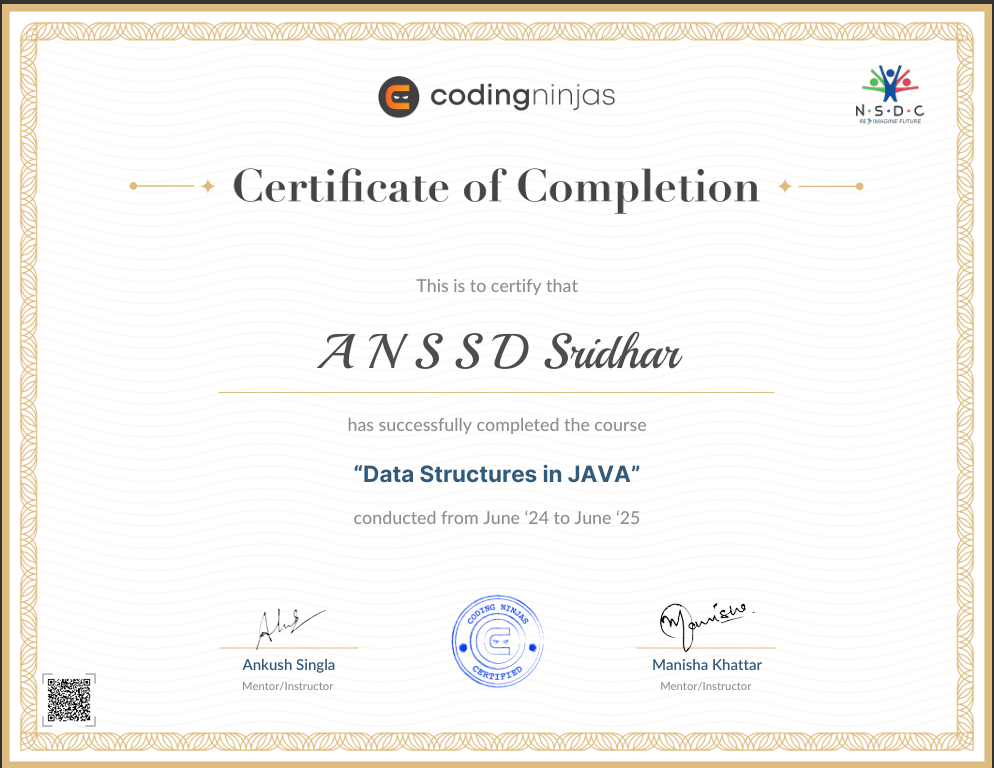 codingninjas
N·S·D·C
RE IMAGINE FUTURE
Certificate of Completion
This is to certify that
A N S S D Sridhar
has successfully completed the course
“Data Structures in JAVA”
conducted from June ‘24 to June ‘25
CODING NINJAS
CERTIFIED
Manisha
Ankush Singla
Manisha Khattar
Mentor/Instructor
Mentor/Instructor